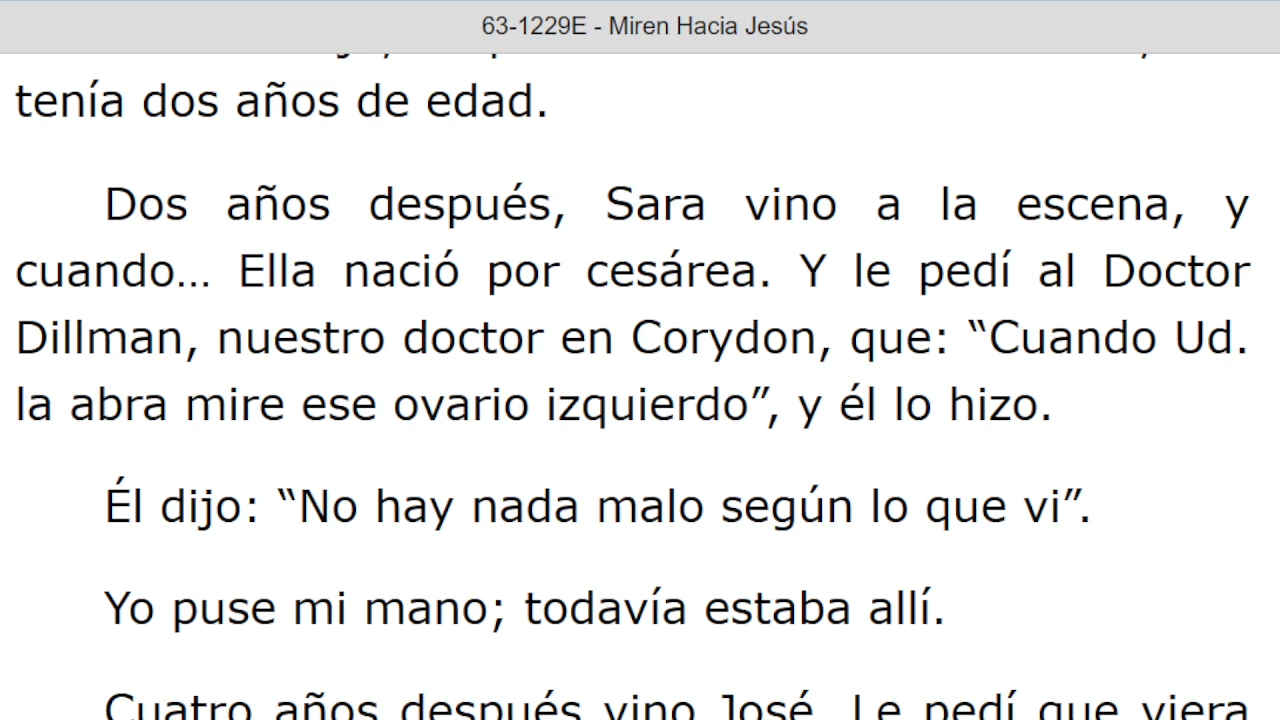 63-1229E - Miren Hacia Jesús
tenía dos años de edad.
Dos años después, Sara vino a la escena, y
cuando… Ella nació por cesárea. Y le pedí al Doctor
Dillman, nuestro doctor en Corydon, que: “Cuando Ud.
la abra mire ese ovario izquierdo”, y él lo hizo.
Él dijo: “No hay nada malo según lo que vi”.
Yo puse mi mano; todavía estaba allí.
Cuatro años después vino José. Le pedí que viera